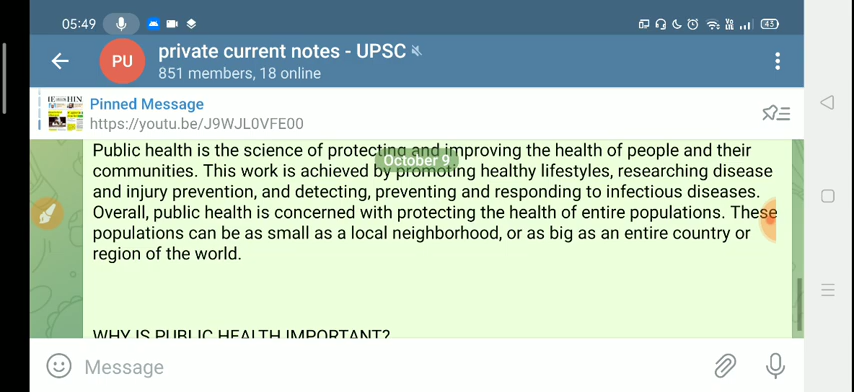 05:49
43
PU
private current notes - UPSC
851 members, 18 online
Pinned Message
https://youtu.be/J9WJL0VFE00
October 9
Public health is the science of protecting and improving the health of people and their
communities. This work is achieved by promoting healthy lifestyles, researching disease
and injury prevention, and detecting, preventing and responding to infectious diseases.
Overall, public health is concerned with protecting the health of entire populations. These
populations can be as small as a local neighborhood, or as big as an entire country or
region of the world.
WHY IS PUBLIC HEALTH IMPORTANT?
Message